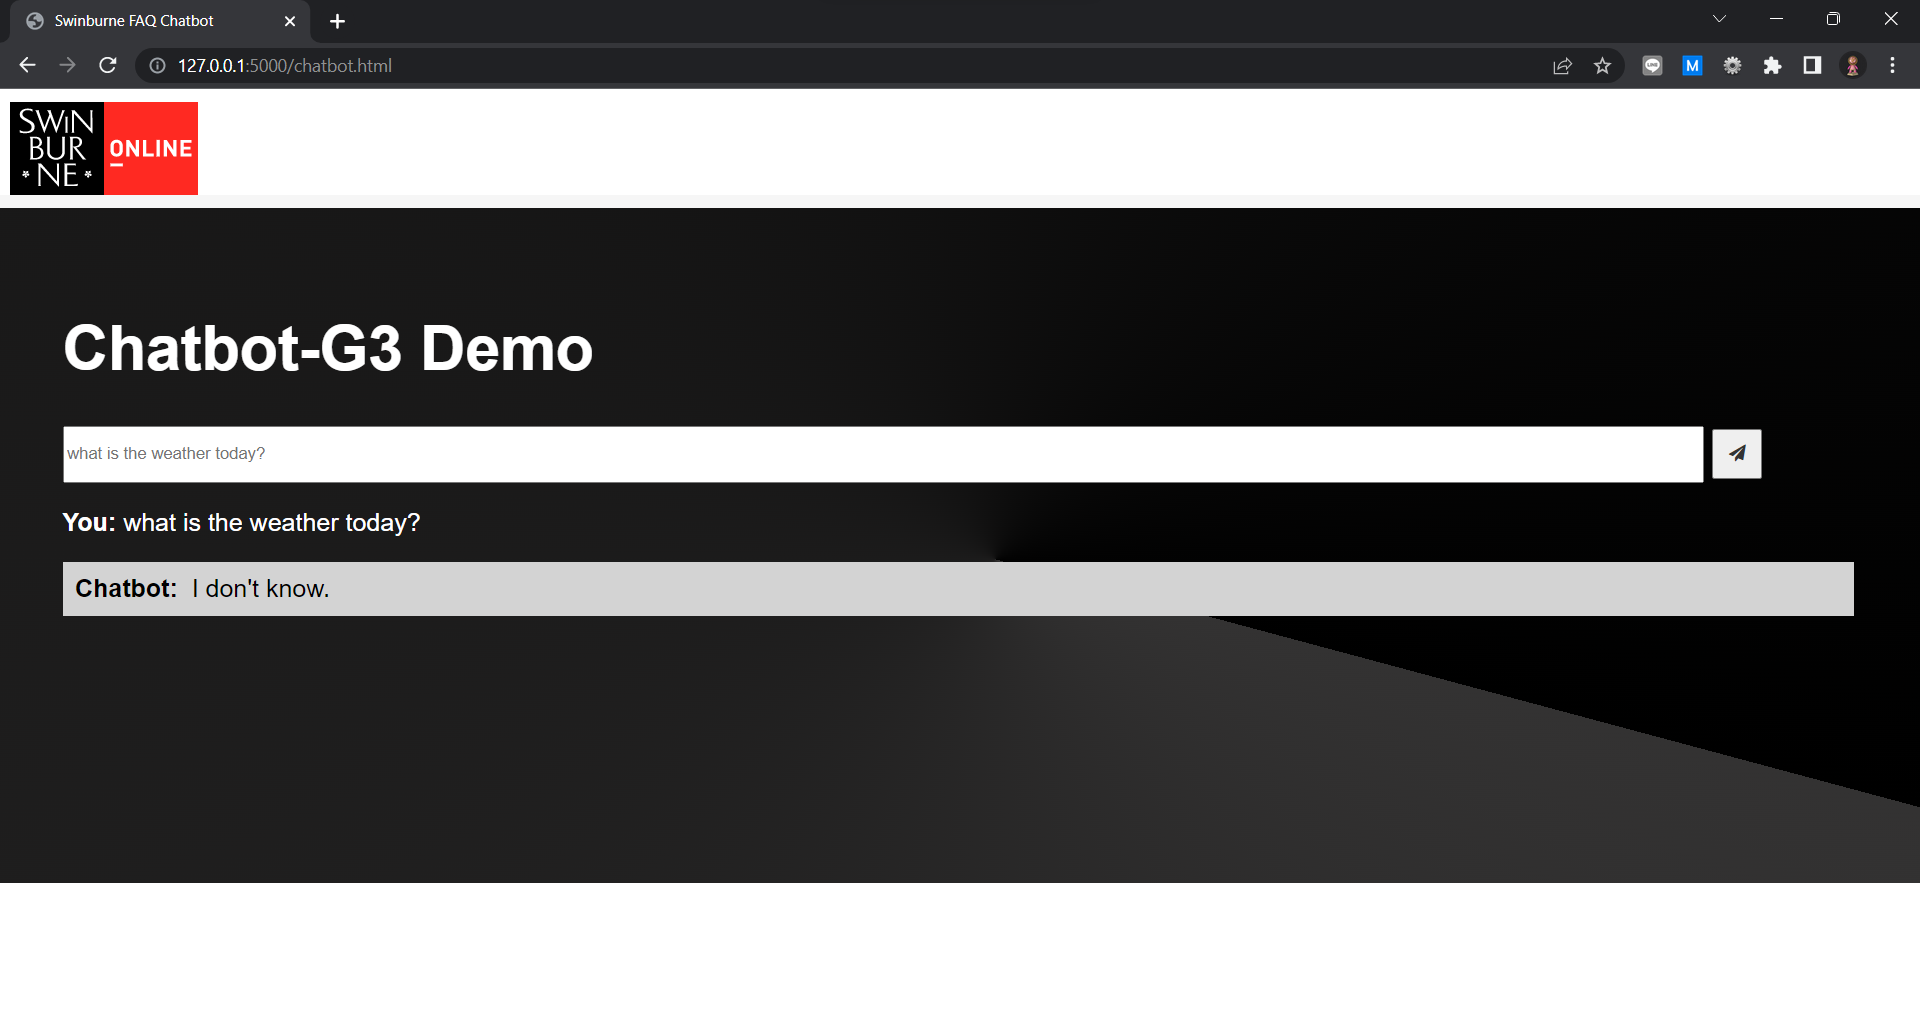 Swinburne FAQ Chatbot
127.0.0.1:5000/chatbot.html
M
SWiN
BUR
NE
ONLINE
Chatbot-G3 Demo
what is the weather today?
You: what is the weather today?
Chatbot: I don't know.